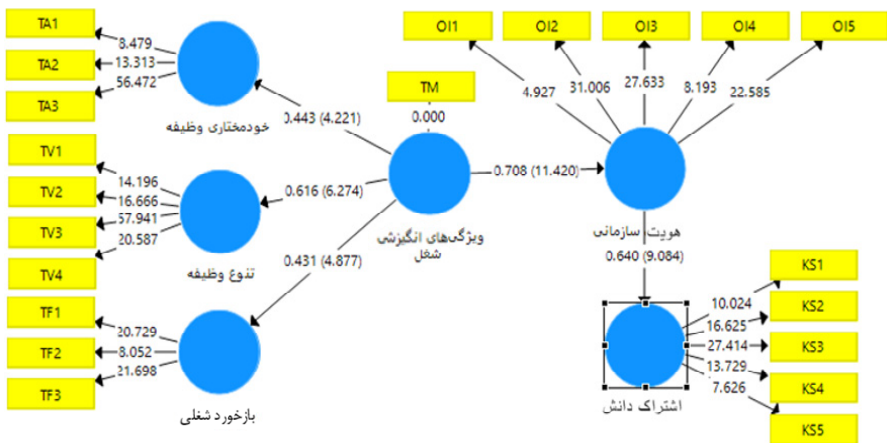 TA1
TA2
TA3
8.479
13.313
56.472
خودمختاری وظیفه
TV1
TV2
TV3
TV4
14.196
16.666
57.941
20.587
تنوع وظیفه
TF1
TF2
TF3
20.729
8.052
21.698
بازخورد شغلی
0.443 (4.221)
0.616 (6.274)
0.431 (4.877)
TM
0.000
ویژگی‌های انگیزشی
شغل
0.708 (11.420)
OI1
OI2
OI3
OI4
OI5
4.927
31.006
27.633
8.193
22.585
هویت سازمانی
0.640 (9.084)
KS1
KS2
KS3
KS4
KS5
10.024
16.625
27.414
13.729
7.626
اشتراک دانش